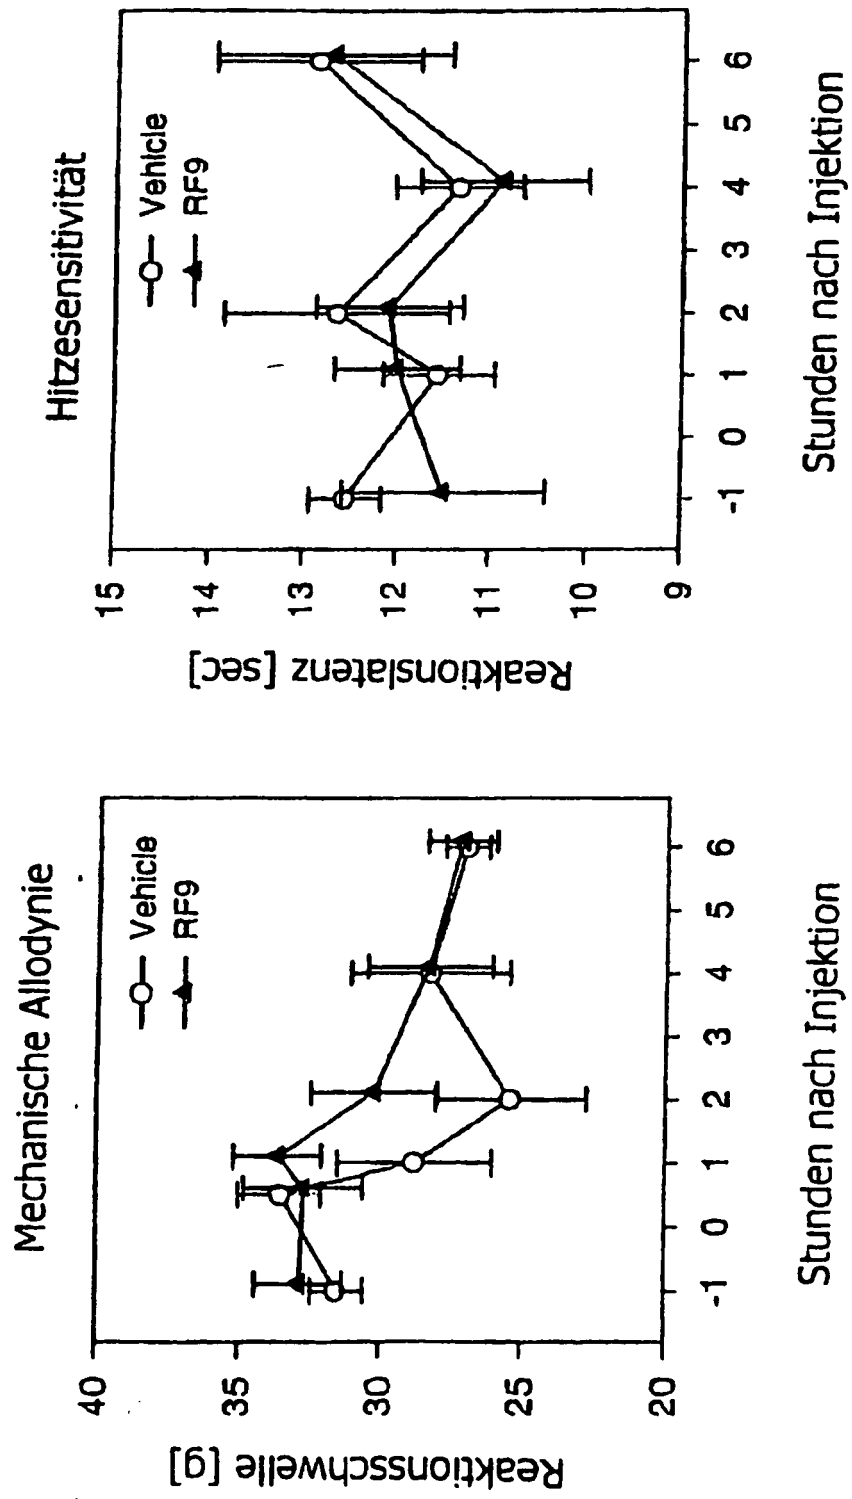 Mechanische Allodynie
Vehicle
RF9
Reaktionsschwelle [g]
40
35
30
25
20
-1 0 1 2 3 4 5 6
Stunden nach Injektion
Hitzesensitivität
Vehicle
RF9
Reaktionslatenz [sec]
15
14
13
12
11
10
9
-1 0 1 2 3 4 5 6
Stunden nach Injektion